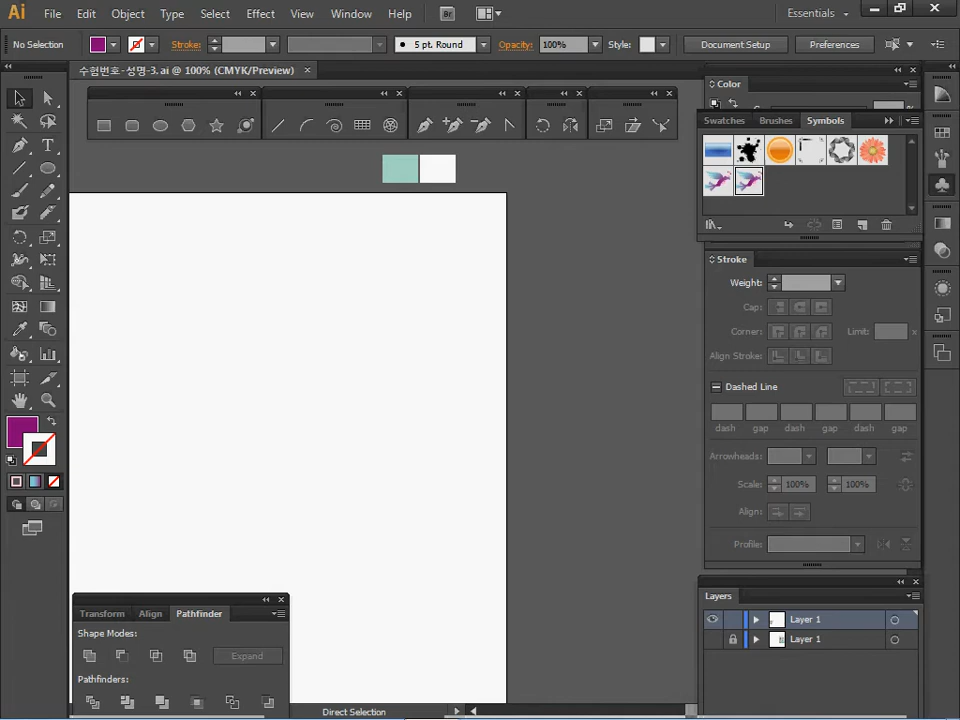 Ai File Edit Object Type Select Effect View Window Help Br Essentials
No Selection Stroke: 5 pt. Round Opacity: 100% Style: Document Setup Preferences
수험번호-성명-3.ai @ 100% (CMYK/Preview) ×
Color
Swatches Brushes Symbols
Stroke
Weight:
Cap:
Corner: Limit: x
Align Stroke:
Dashed Line
dash gap dash gap dash gap
Arrowheads:
Scale: 100% 100%
Align:
Profile:
Layers
Layer 1
Layer 1
Transform Align Pathfinder
Shape Modes:
Expand
Pathfinders:
Direct Selection